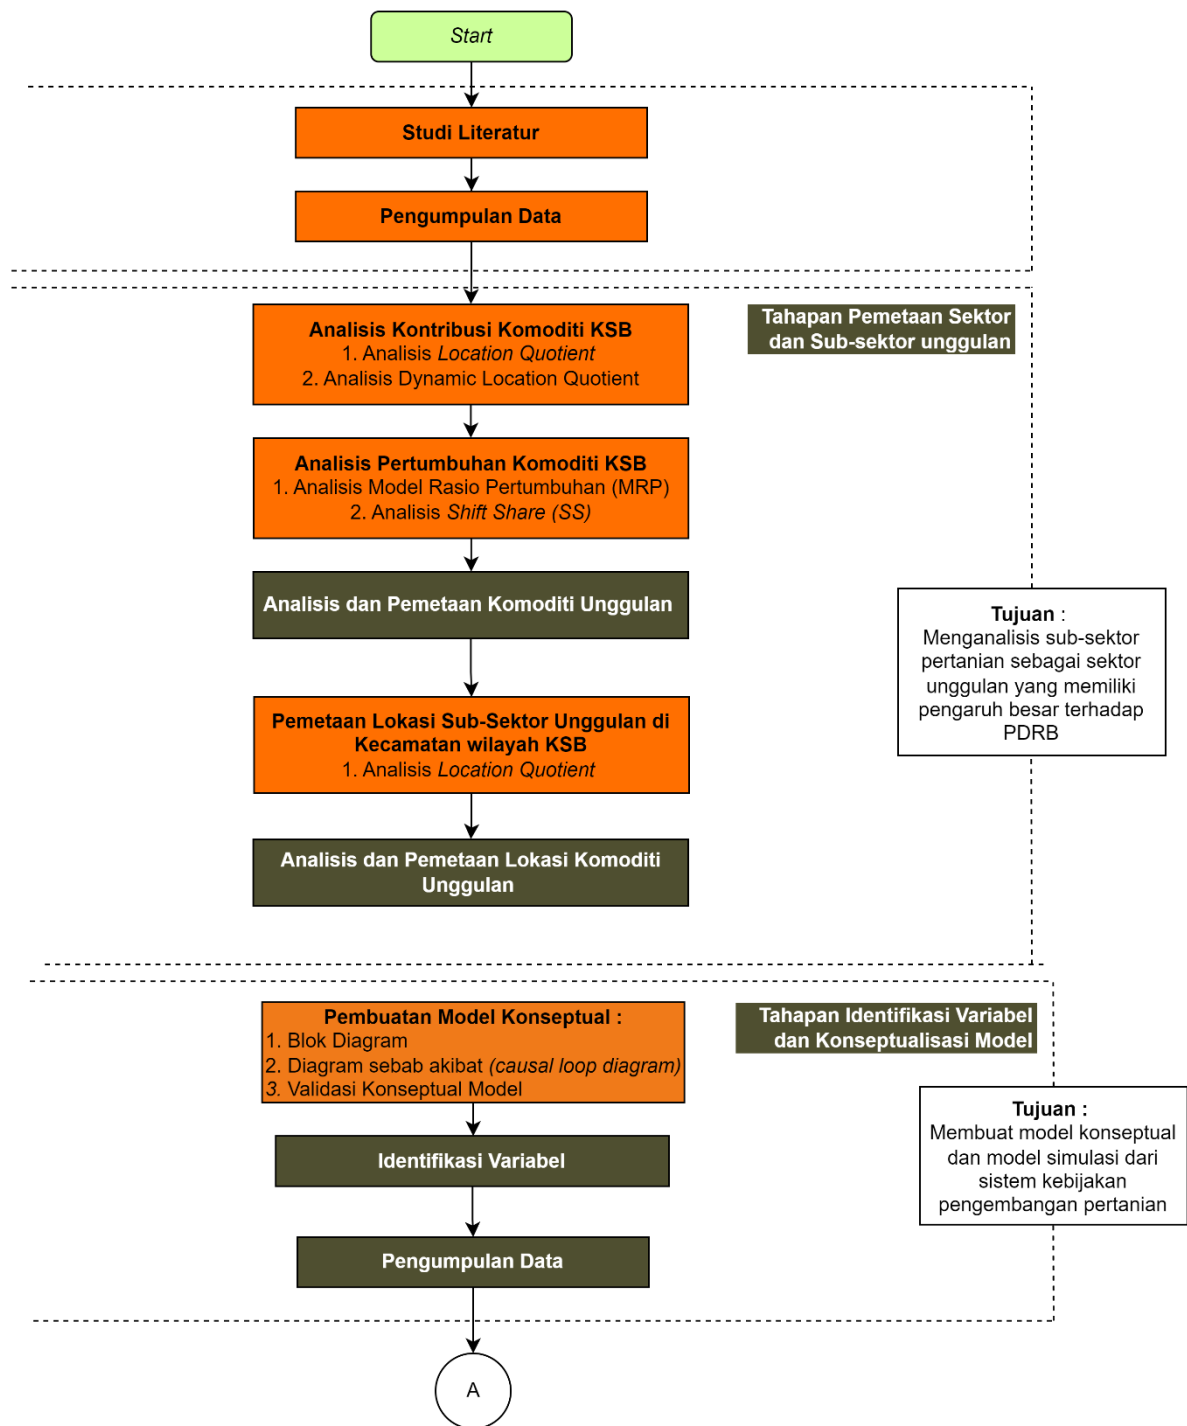 Start
Studi Literatur
Pengumpulan Data
Analisis Kontribusi Komoditi KSB
1. Analisis Location Quotient
2. Analisis Dynamic Location Quotient
Tahapan Pemetaan Sektor
dan Sub-sektor unggulan
Analisis Pertumbuhan Komoditi KSB
1. Analisis Model Rasio Pertumbuhan (MRP)
2. Analisis Shift Share (SS)
Analisis dan Pemetaan Komoditi Unggulan
Tujuan :
Menganalisis sub-sektor
pertanian sebagai sektor
unggulan yang memiliki
pengaruh besar terhadap
PDRB
Pemetaan Lokasi Sub-Sektor Unggulan di
Kecamatan wilayah KSB
1. Analisis Location Quotient
Analisis dan Pemetaan Lokasi Komoditi
Unggulan
Pembuatan Model Konseptual :
1. Blok Diagram
2. Diagram sebab akibat (causal loop diagram)
3. Validasi Konseptual Model
Tahapan Identifikasi Variabel
dan Konseptualisasi Model
Tujuan :
Membuat model konseptual
dan model simulasi dari
sistem kebijakan
pengembangan pertanian
Identifikasi Variabel
Pengumpulan Data
A